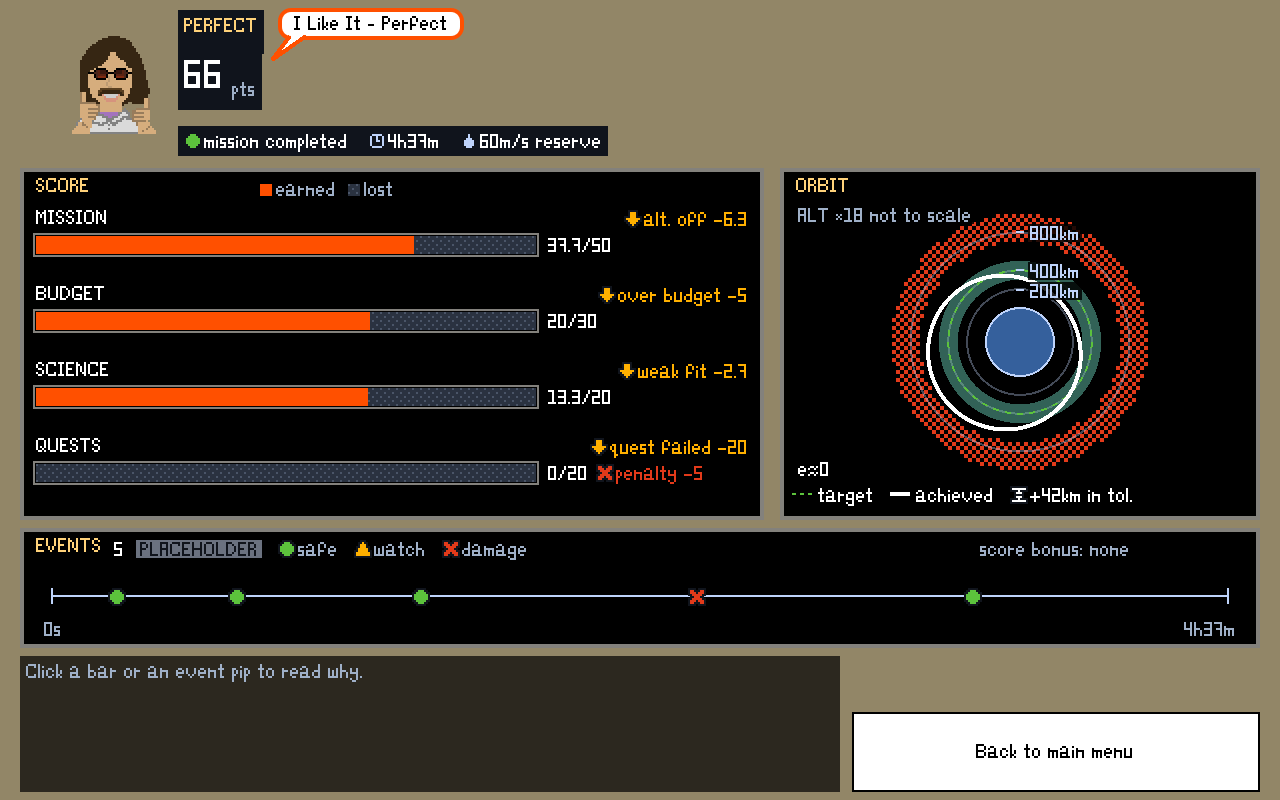 PERFECT
I Like It - Perfect
66 pts
mission completed 4h37m 60m/s reserve
SCORE earned lost
MISSION alt. off -6.3
37.7/50
BUDGET over budget -5
20/30
SCIENCE weak fit -2.7
13.3/20
QUESTS quest failed -20
0/20 penalty -5
ORBIT
ALT ×18 not to scale
800km
400km
200km
e≈0
target achieved +42km in tol.
EVENTS 5 PLACEHOLDER safe watch damage score bonus: none
0s 4h37m
Click a bar or an event pip to read why.
Back to main menu